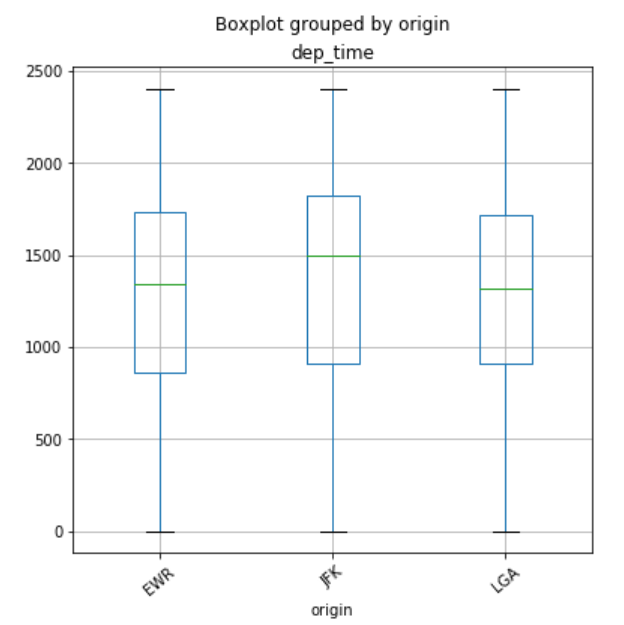 Boxplot grouped by origin
dep_time
2500
2000
1500
1000
500
0
EWR
JFK
LGA
origin